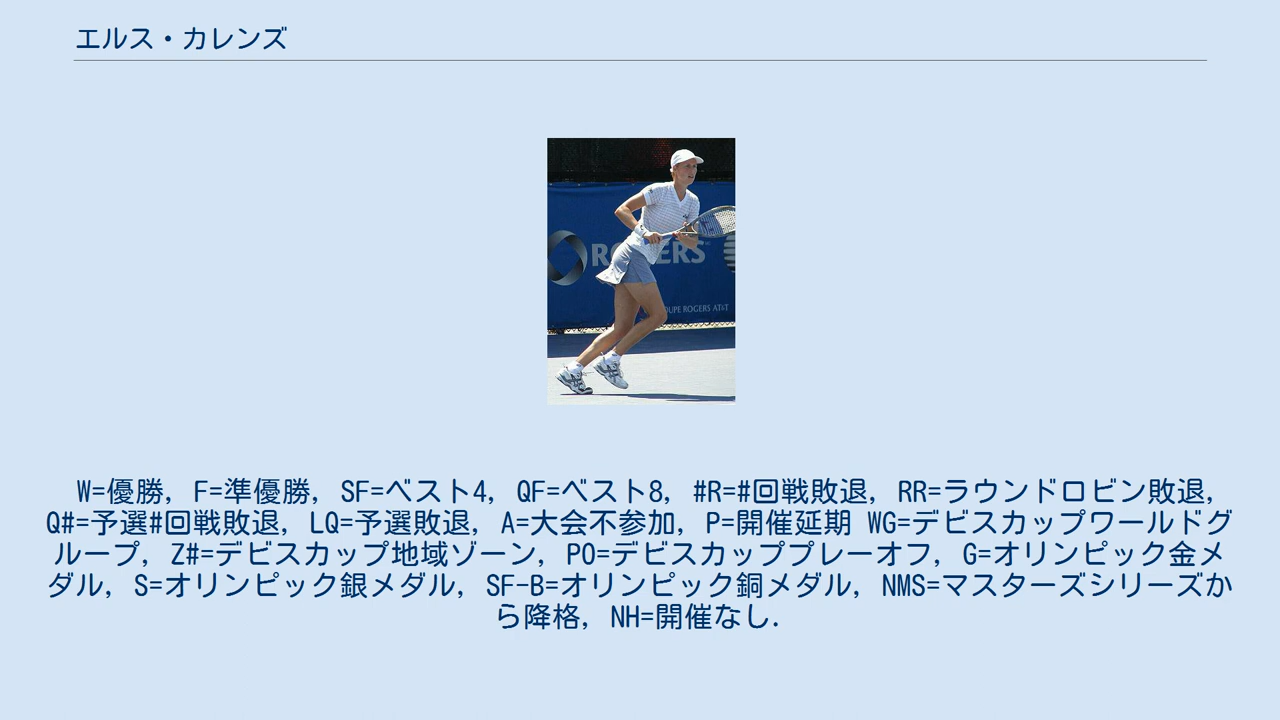 エルス・カレンズ
ROGERS
OUPE ROGERS AT&T
W=優勝, F=準優勝, SF=ベスト4, QF=ベスト8, #R=#回戦敗退, RR=ラウンドロビン敗退,
Q#=予選#回戦敗退, LQ=予選敗退, A=大会不参加, P=開催延期 WG=デビスカップワールドグ
ループ, Z#=デビスカップ地域ゾーン, PO=デビスカッププレーオフ, G=オリンピック金メ
ダル, S=オリンピック銀メダル, SF-B=オリンピック銅メダル, NMS=マスターズシリーズか
ら降格, NH=開催なし.